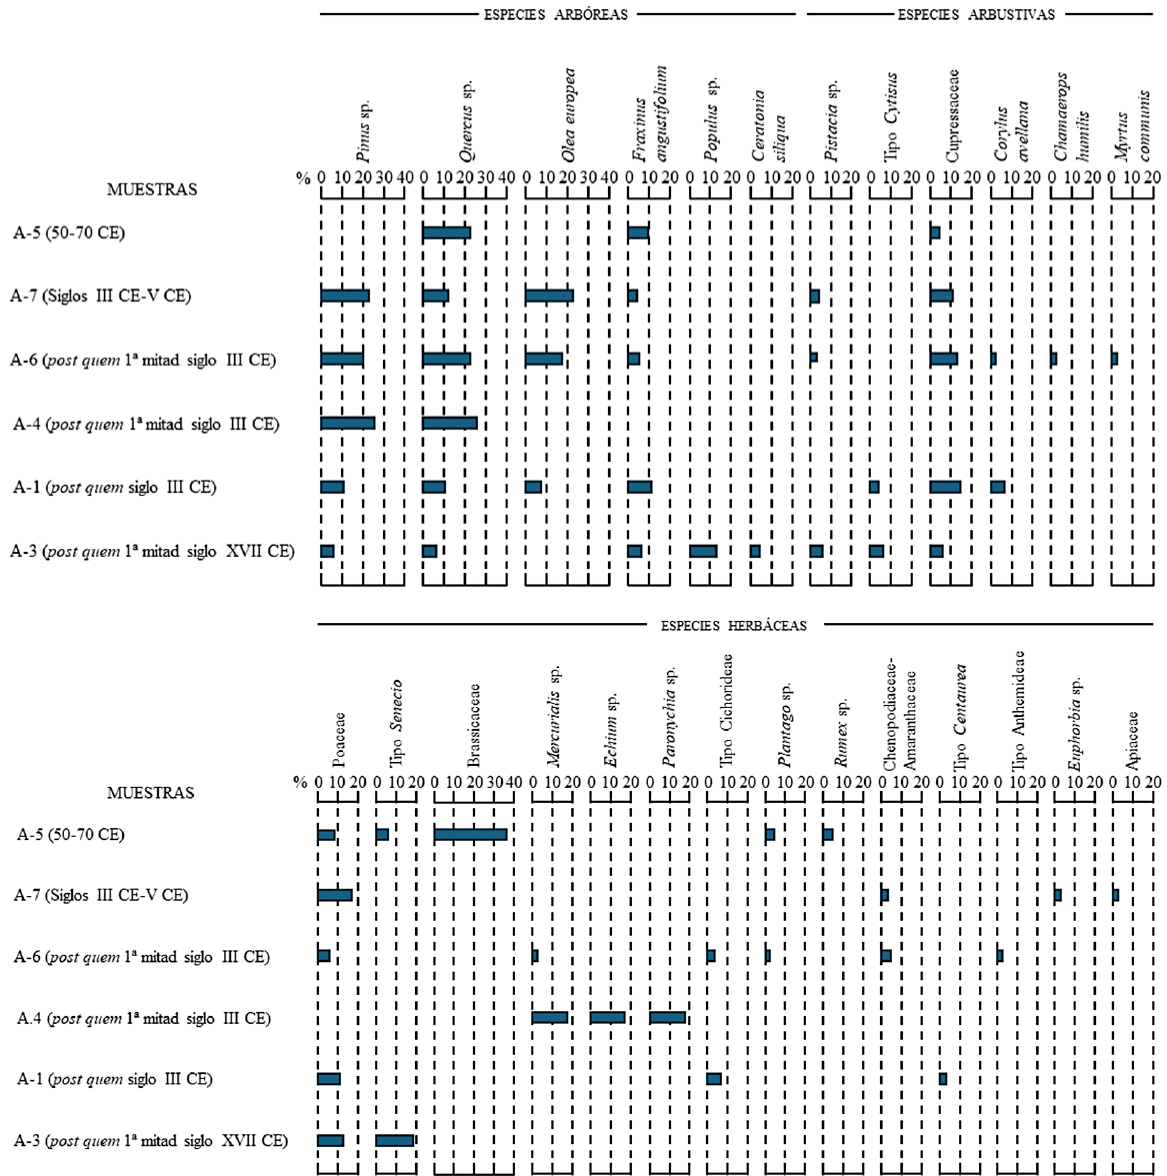 ESPECIES ARBÓREAS ESPECIES ARBUSTIVAS
Pinus sp.
Quercus sp.
Olea europea
Fraxinus
angustifolium
Populus sp.
Ceratonia
siliqua
Pistacia sp.
Tipo Cytisus
Cupressaceae
Corylus
avellana
Chamaerops
humilis
Myrtus
communis
% 0 10 20 30 40 0 10 20 30 40 0 10 20 30 40 0 10 20 30 40 0 10 20 0 10 20 0 10 20 0 10 20 0 10 20 0 10 20 0 10 20 0 10 20
MUESTRAS
A-5 (50-70 CE)
A-7 (Siglos III CE-V CE)
A-6 (post quem 1ª mitad siglo III CE)
A-4 (post quem 1ª mitad siglo III CE)
A-1 (post quem siglo III CE)
A-3 (post quem 1ª mitad siglo XVII CE)
ESPECIES HERBÁCEAS
Poaceae
Tipo Senecio
Brassicaceae
Mercurialis sp.
Echium sp.
Paronychia sp.
Tipo Cichorideae
Plantago sp.
Rumex sp.
Chenopodiaceae-
Amaranthaceae
Tipo Centaurea
Tipo Anthemideae
Euphorbia sp.
Apiaceae
% 0 10 20 0 10 20 0 10 20 30 40 0 10 20 0 10 20 0 10 20 0 10 20 0 10 20 0 10 20 0 10 20 0 10 20 0 10 20 0 10 20 0 10 20
MUESTRAS
A-5 (50-70 CE)
A-7 (Siglos III CE-V CE)
A-6 (post quem 1ª mitad siglo III CE)
A.4 (post quem 1ª mitad siglo III CE)
A-1 (post quem siglo III CE)
A-3 (post quem 1ª mitad siglo XVII CE)